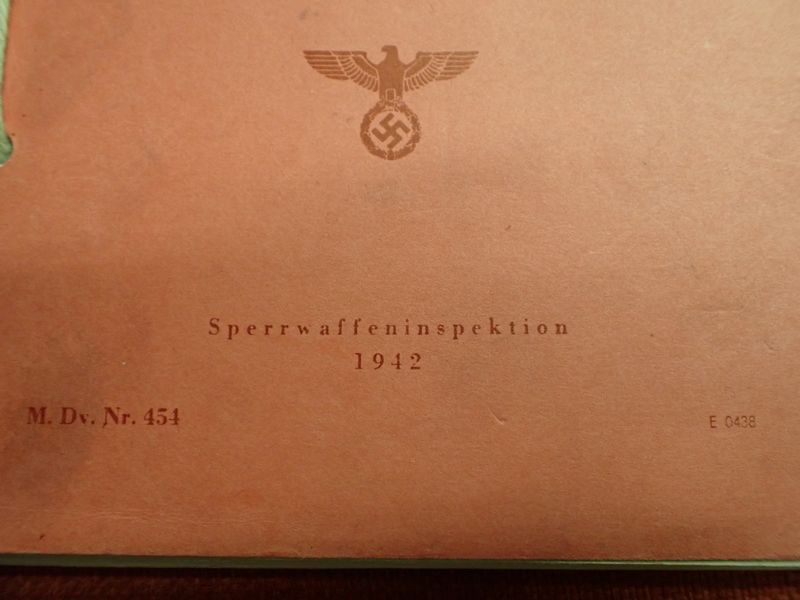 Sperrwaffeninspektion
1942
M. Dv. Nr. 454
E 0438